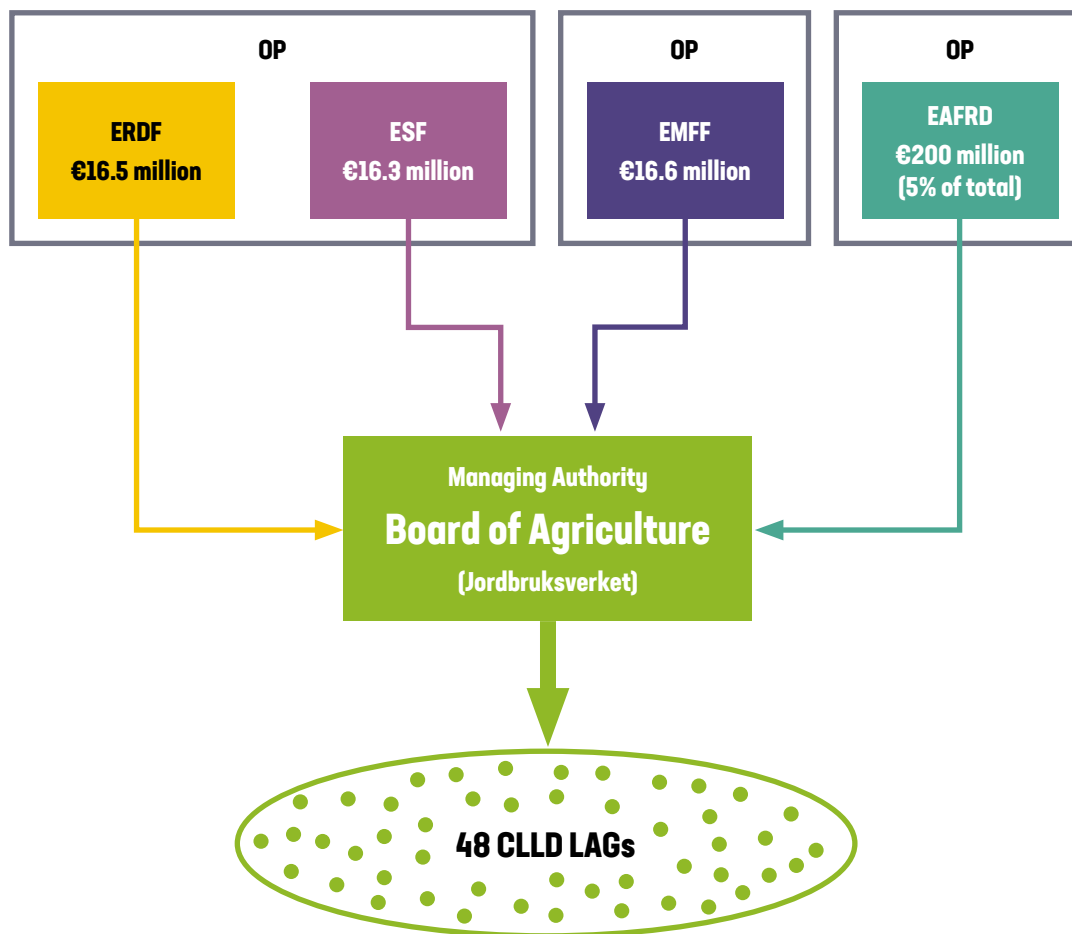 OP
ERDF
€16.5 million
ESF
€16.3 million
OP
EMFF
€16.6 million
OP
EAFRD
€200 million
(5% of total)
Managing Authority
Board of Agriculture
(Jordbruksverket)
48 CLLD LAGs